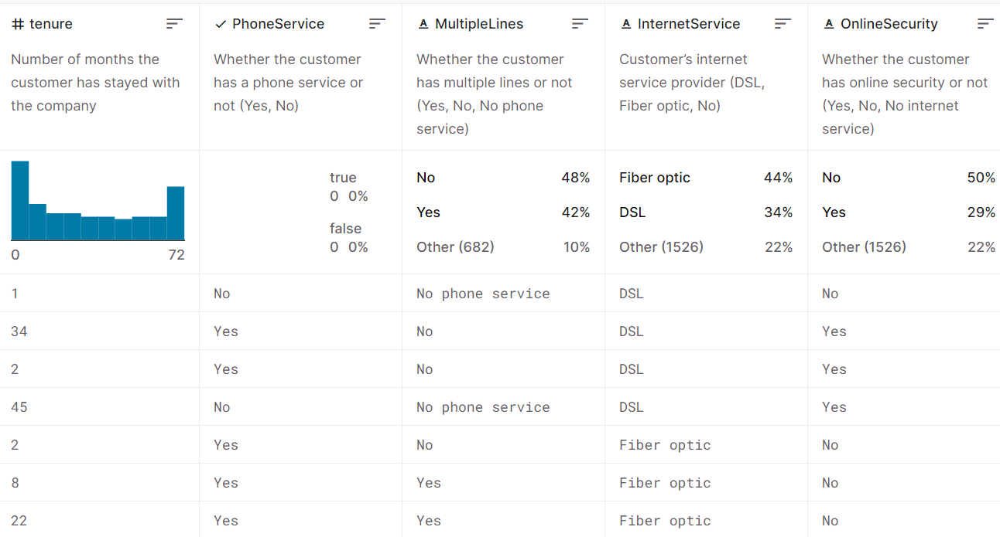 # tenure
PhoneService
A MultipleLines
A InternetService
A OnlineSecurity
Number of months the
customer has stayed with
the company
Whether the customer
has a phone service or
not (Yes, No)
Whether the customer
has multiple lines or not
(Yes, No, No phone
service)
Customer’s internet
service provider (DSL,
Fiber optic, No)
Whether the customer
has online security or not
(Yes, No, No internet
service)
0 72
true
0 0%
false
0 0%
No 48%
Yes 42%
Other (682) 10%
Fiber optic 44%
DSL 34%
Other (1526) 22%
No 50%
Yes 29%
Other (1526) 22%
1 No No phone service DSL No
34 Yes No DSL Yes
2 Yes No DSL Yes
45 No No phone service DSL Yes
2 Yes No Fiber optic No
8 Yes Yes Fiber optic No
22 Yes Yes Fiber optic No